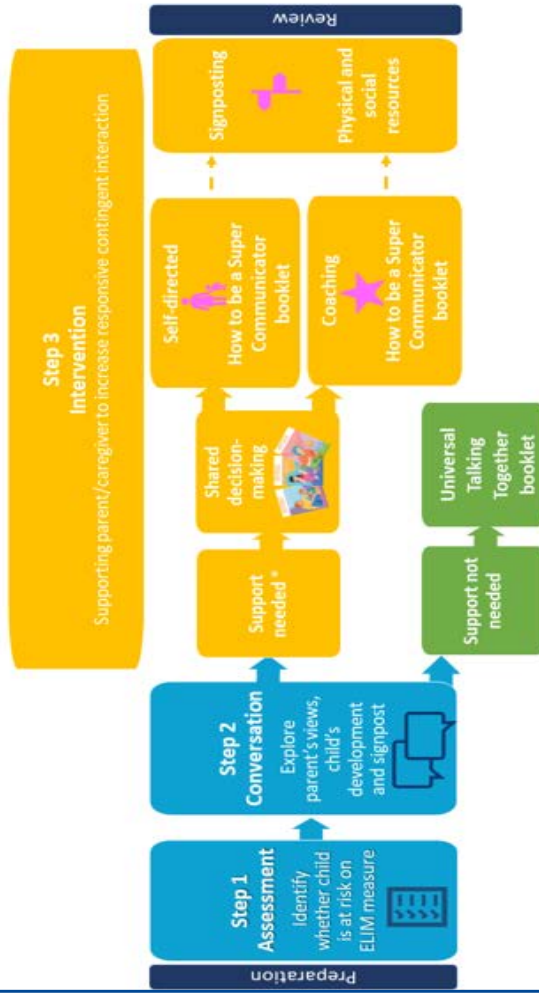 Preparation
Step 1
Assessment
Identify
whether child
is at risk on
ELIM measure
Step 2
Conversation
Explore
parent's views,
child's
development
and signpost
Step 3
Intervention
Supporting parent/caregiver to increase responsive contingent interaction
Support
needed *
Shared
decision-
making
Self-directed
How to be a Super
Communicator
booklet
Coaching
How to be a Super
Communicator
booklet
Signposting
Physical and
social
resources
Support not
needed
Universal
Talking
Together
booklet
Review